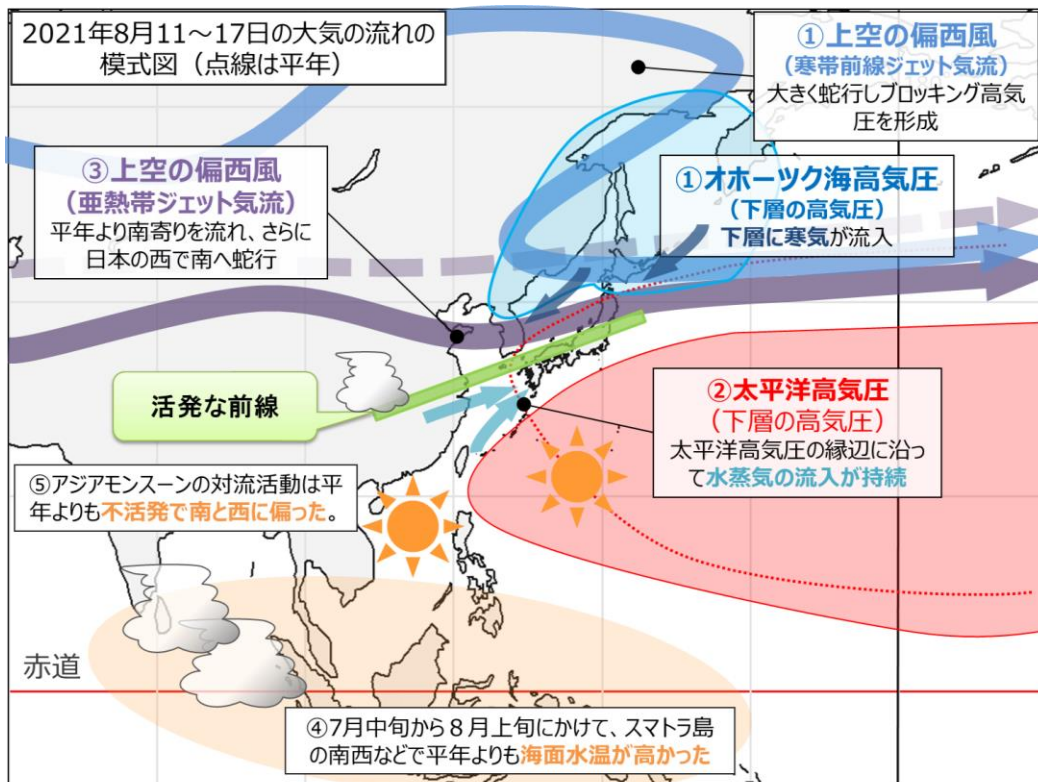 2021年8月11～17日の大気の流れの
模式図（点線は平年）
①上空の偏西風
（寒帯前線ジェット気流）
大きく蛇行しブロッキング高気
圧を形成
③上空の偏西風
（亜熱帯ジェット気流）
平年より南寄りを流れ、さらに
日本の西で南へ蛇行
①オホーツク海高気圧
（下層の高気圧）
下層に寒気が流入
活発な前線
②太平洋高気圧
（下層の高気圧）
太平洋高気圧の縁辺に沿っ
て水蒸気の流入が持続
⑤アジアモンスーンの対流活動は平
年よりも不活発で南と西に偏った。
赤道
④7月中旬から８月上旬にかけて、スマトラ島
の南西などで平年よりも海面水温が高かった